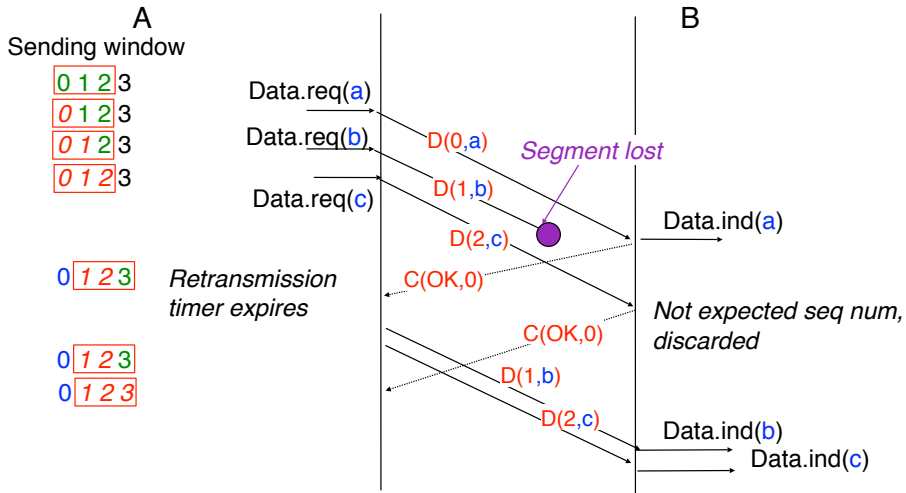 A
B
Sending window
0 1 2 3
0 1 2 3
0 1 2 3
0 1 2 3
Data.req(a)
Data.req(b)
Data.req(c)
D(0,a)
Segment lost
D(1,b)
D(2,c)
Data.ind(a)
C(OK,0)
0 1 2 3
Retransmission
timer expires
Not expected seq num,
discarded
C(OK,0)
0 1 2 3
0 1 2 3
D(1,b)
D(2,c)
Data.ind(b)
Data.ind(c)